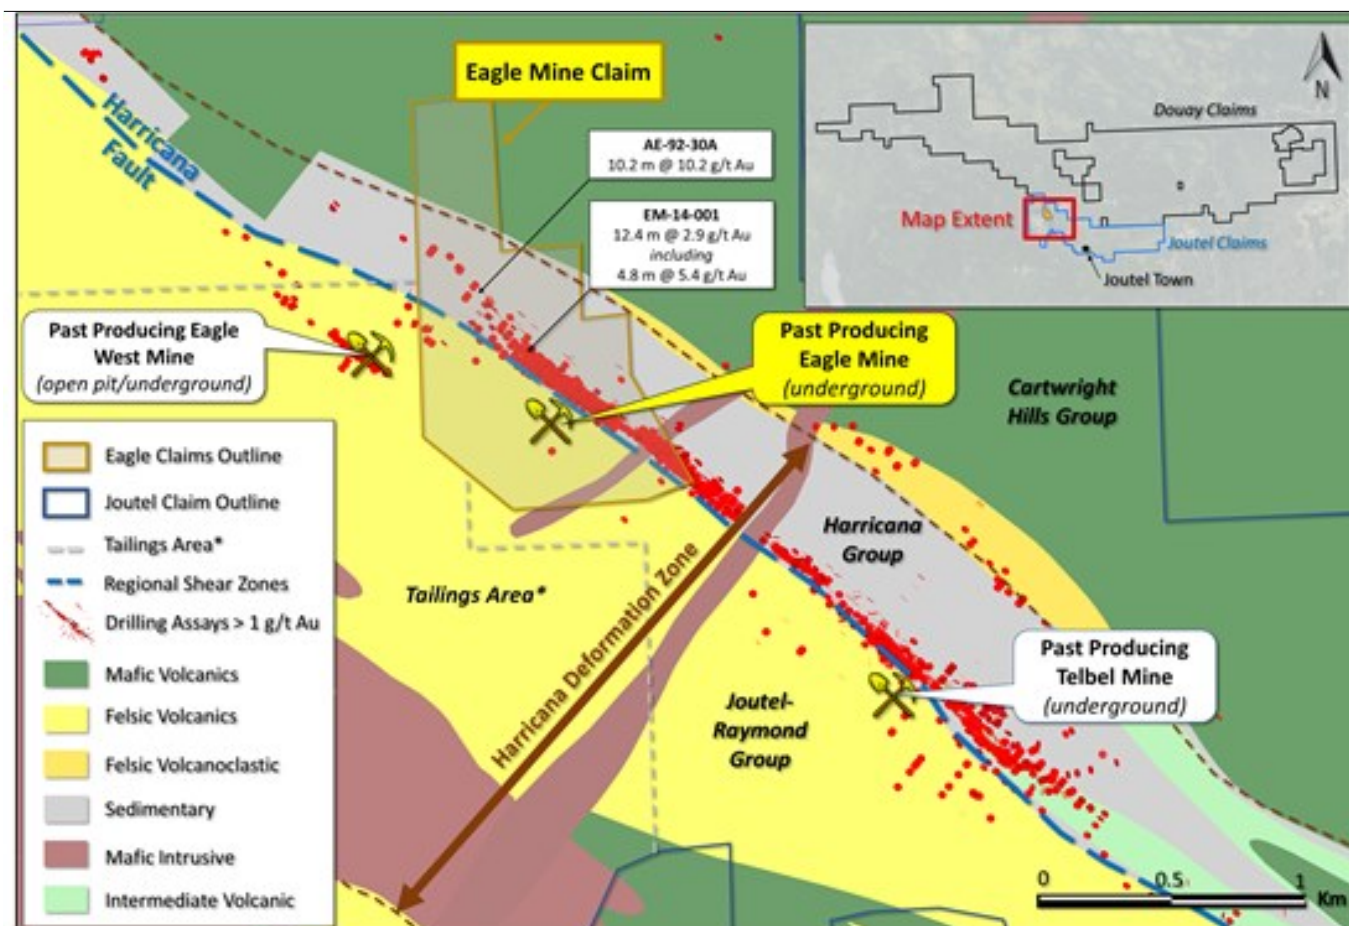 Eagle Mine Claim
AE-92-30A
10.2 m @ 10.2 g/t Au
EM-14-001
12.4 m @ 2.9 g/t Au
including
4.8 m @ 5.4 g/t Au
Harricana
Fault
N
Douay Claims
Map Extent
Joutel Claims
Joutel Town
Past Producing Eagle
West Mine
(open pit/underground)
Past Producing
Eagle Mine
(underground)
Cartwright
Hills Group
Harricana
Group
Harricana Deformation Zone
Tailings Area*
Joutel-
Raymond
Group
Past Producing
Telbel Mine
(underground)
Eagle Claims Outline
Joutel Claim Outline
Tailings Area*
Regional Shear Zones
Drilling Assays > 1 g/t Au
Mafic Volcanics
Felsic Volcanics
Felsic Volcanoclastic
Sedimentary
Mafic Intrusive
Intermediate Volcanic
0 0.5 1
Km